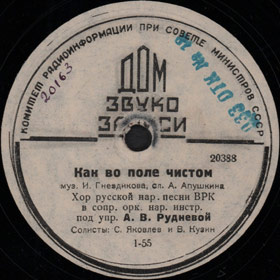 КОМИТЕТ РАДИОИНФОРМАЦИИ ПРИ СОВЕТЕ МИНИСТРОВ СССР
20163
ДОМ
ЗВУКО
ЗАПИСИ
20388
Как во поле чистом
муз. И. Гнездикова, сл. А. Апушкина
Хор русской нар. песни ВРК
в сопр. орк. нар. инстр.
под упр. А. В. Рудневой
Солисты: С. Яковлев и В. Кузин
1-55